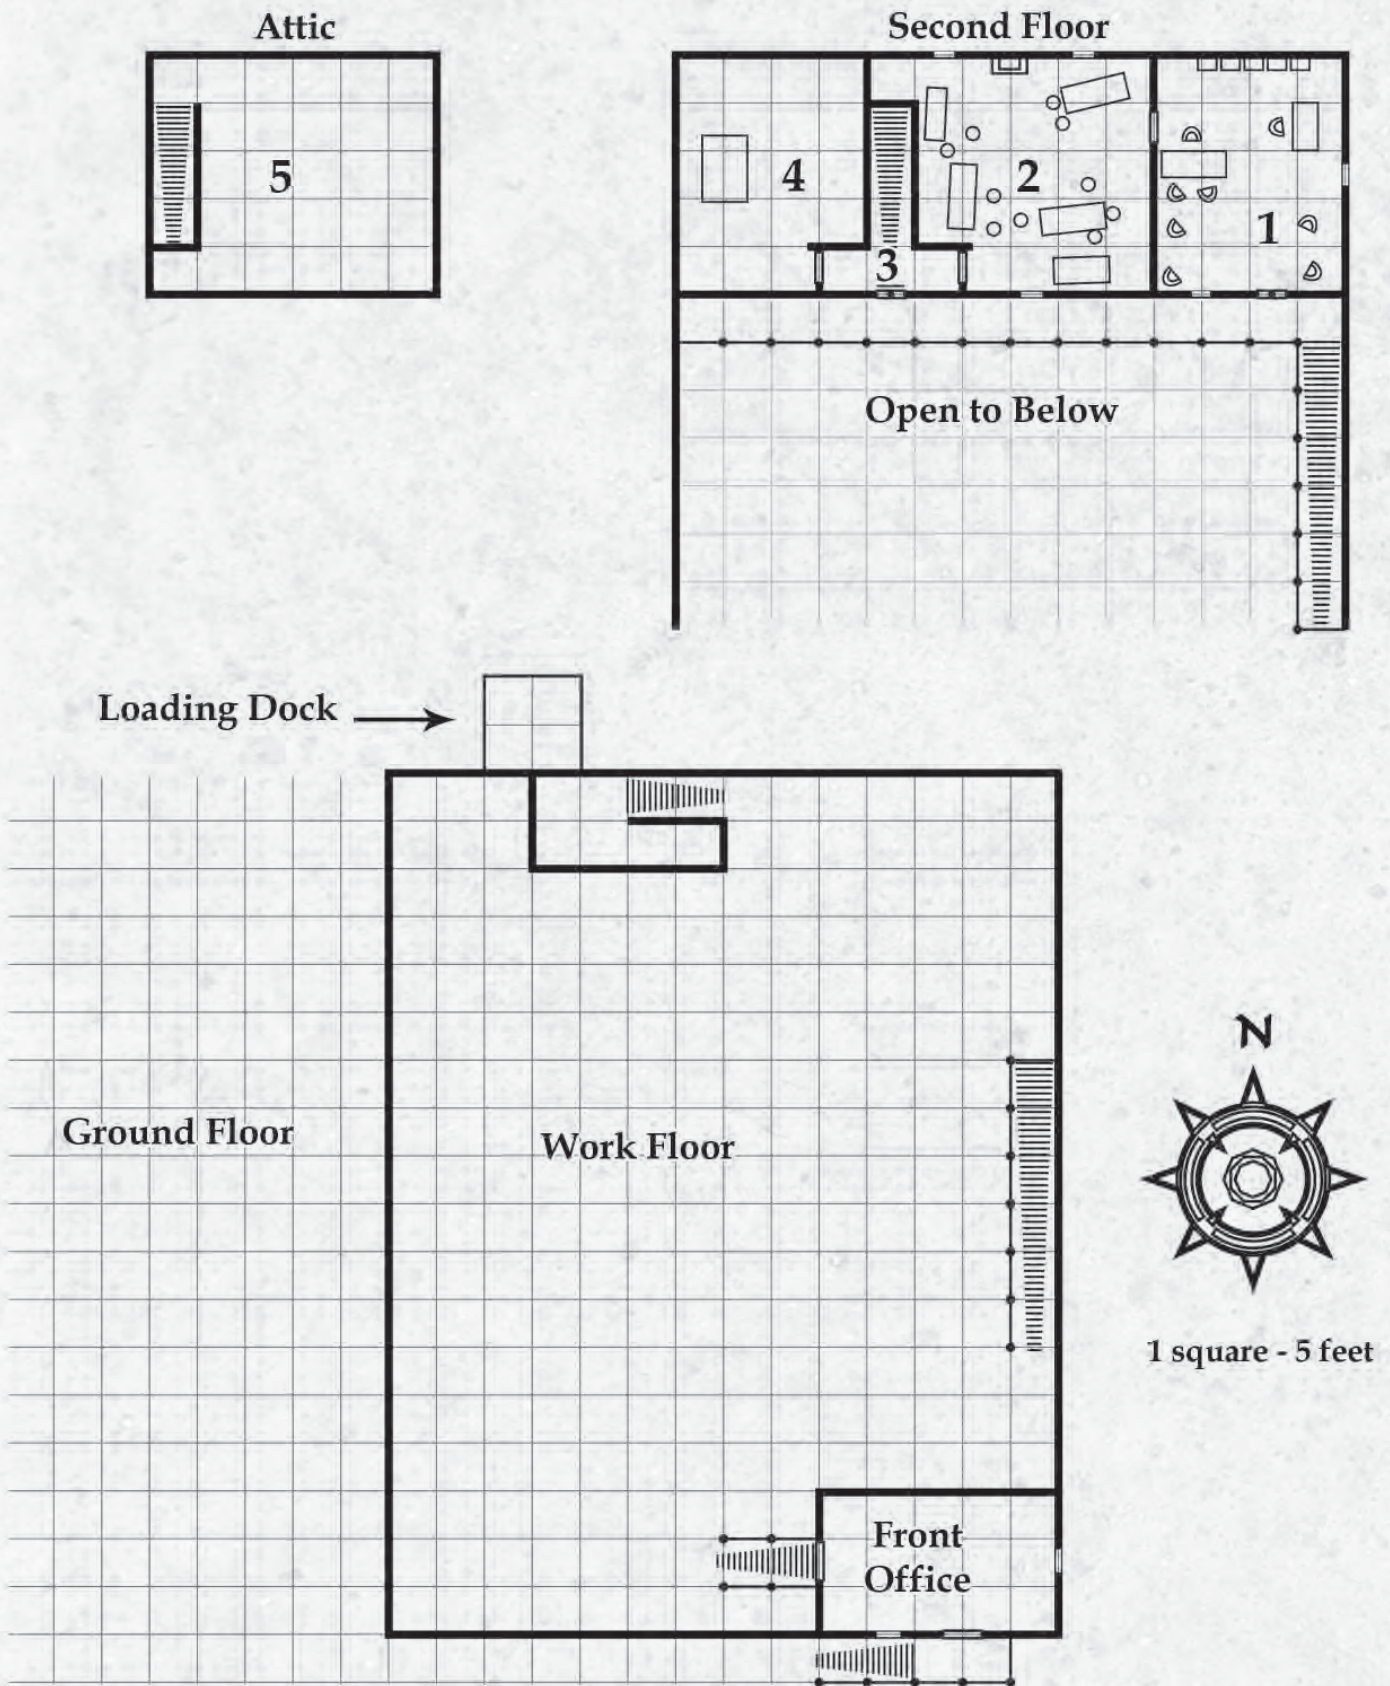 Attic
Second Floor
5
4
2
1
3
Open to Below
Loading Dock
N
Ground Floor
Work Floor
1 square - 5 feet
Front
Office